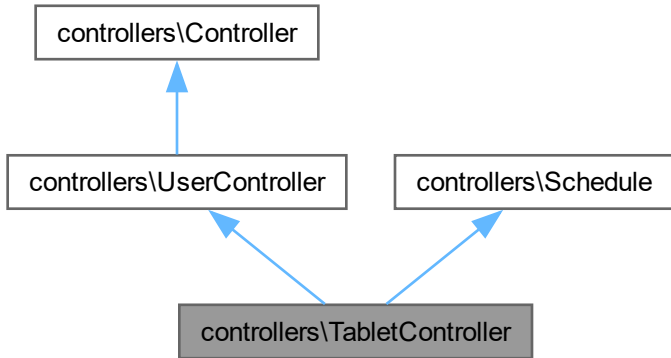 controllers\Controller
controllers\UserController
controllers\Schedule
controllers\TabletController